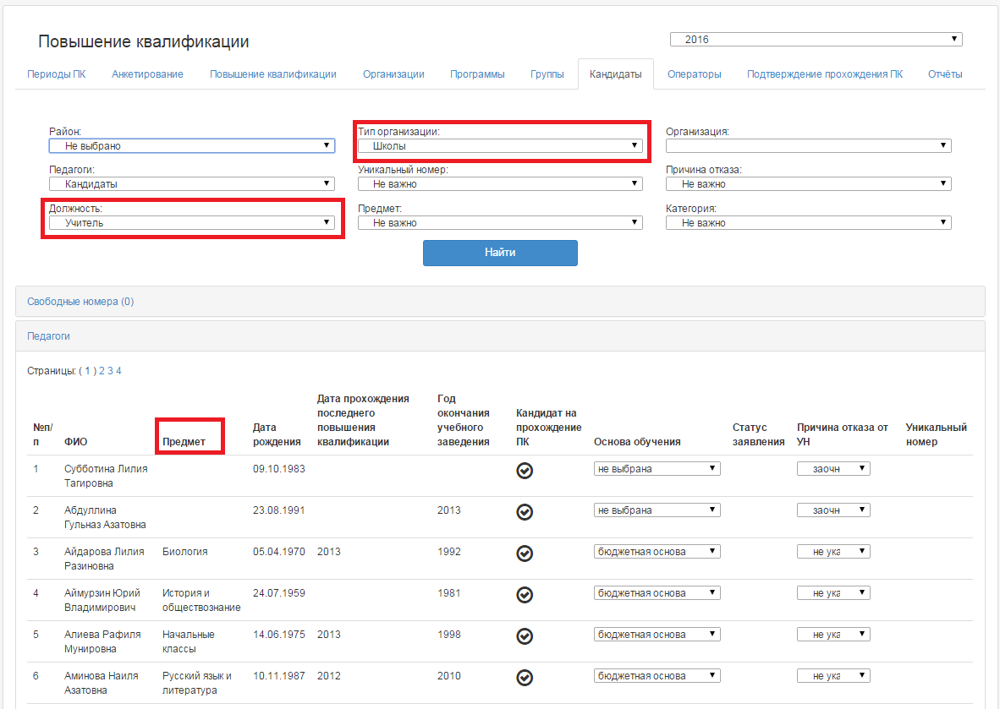 Повышение квалификации
2016
Периоды ПК Анкетирование Повышение квалификации Организации Программы Группы Кандидаты Операторы Подтверждение прохождения ПК Отчёты
Район: Тип организации: Организация:
Не выбрано Школы
Педагоги: Уникальный номер: Причина отказа:
Кандидаты Не важно Не важно
Должность: Предмет: Категория:
Учитель Не важно Не важно
Найти
Свободные номера (0)
Педагоги
Страницы: ( 1 ) 2 3 4
Дата прохождения Год
последнего окончания Кандидат на
№п/ Дата повышения учебного прохождение Статус Причина отказа от Уникальный
п ФИО Предмет рождения квалификации заведения ПК Основа обучения заявления УН номер
1 Субботина Лилия 09.10.1983 не выбрана заочн
Тагировна
2 Абдуллина 23.08.1991 2013 не выбрана заочн
Гульназ Азатовна
3 Айдарова Лилия Биология 05.04.1970 2013 1992 бюджетная основа не ука
Разиновна
4 Аймурзин Юрий История и 24.07.1959 1981 бюджетная основа не ука
Владимирович обществознание
5 Алиева Рафиля Начальные 14.06.1975 2013 1998 бюджетная основа не ука
Мунировна классы
6 Аминова Наиля Русский язык и 10.11.1987 2012 2010 бюджетная основа не ука
Азатовна литература